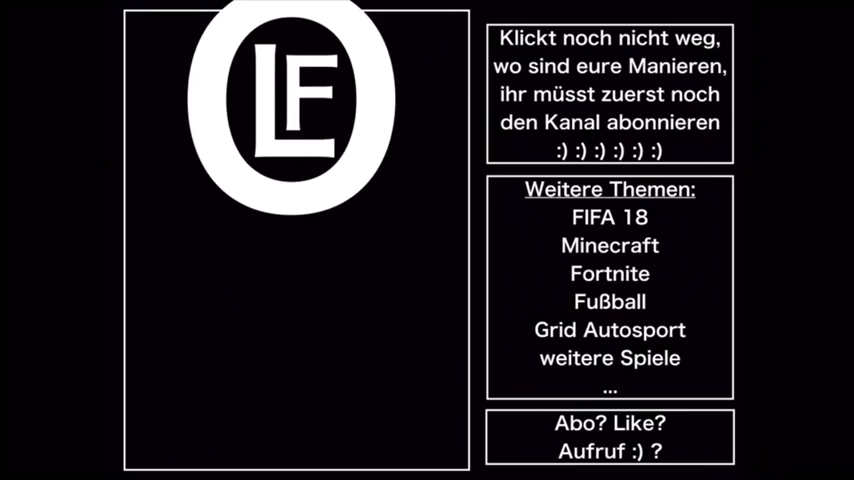 OLF
Klickt noch nicht weg,
wo sind eure Manieren,
ihr müsst zuerst noch
den Kanal abonnieren
:) :) :) :) :) :)
Weitere Themen:
FIFA 18
Minecraft
Fortnite
Fußball
Grid Autosport
weitere Spiele
...
Abo? Like?
Aufruf :) ?